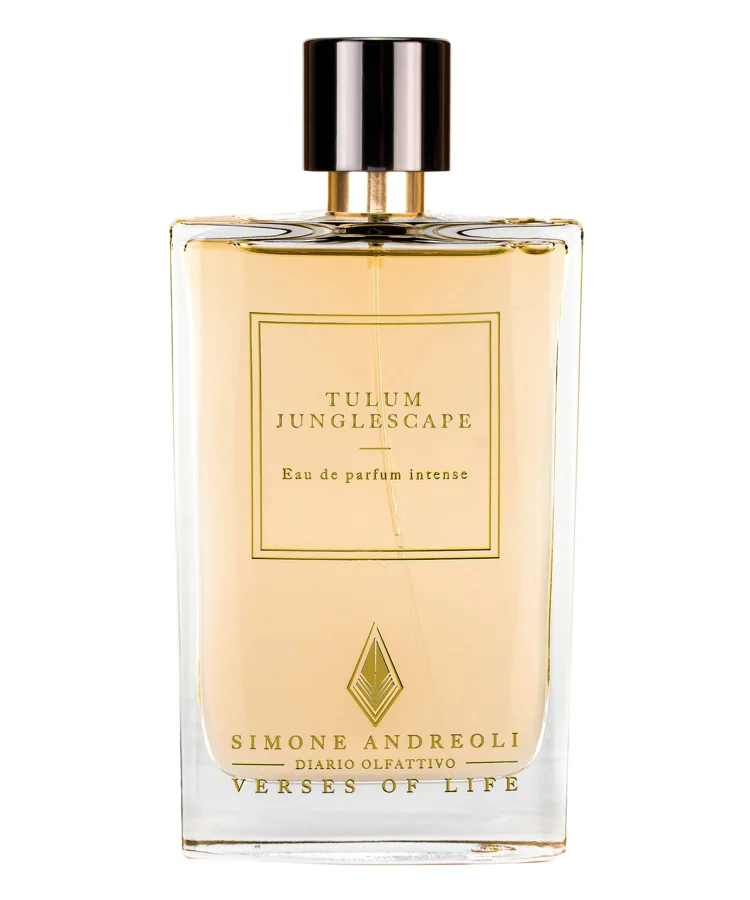 TULUM
JUNGLESCAPE
Eau de parfum intense
SIMONE ANDREOLI
DIARIO OLFATTIVO
VERSES OF LIFE